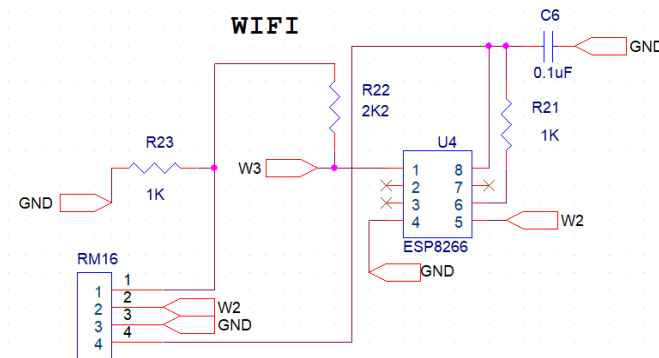 WIFI
C6
GND
0.1uF
R22
2K2
R21
1K
R23
1K
W3
GND
U4
1 8
2 7
3 6
4 5
ESP8266
W2
GND
RM16
1 1
2 2
3 3
4 4
W2
GND